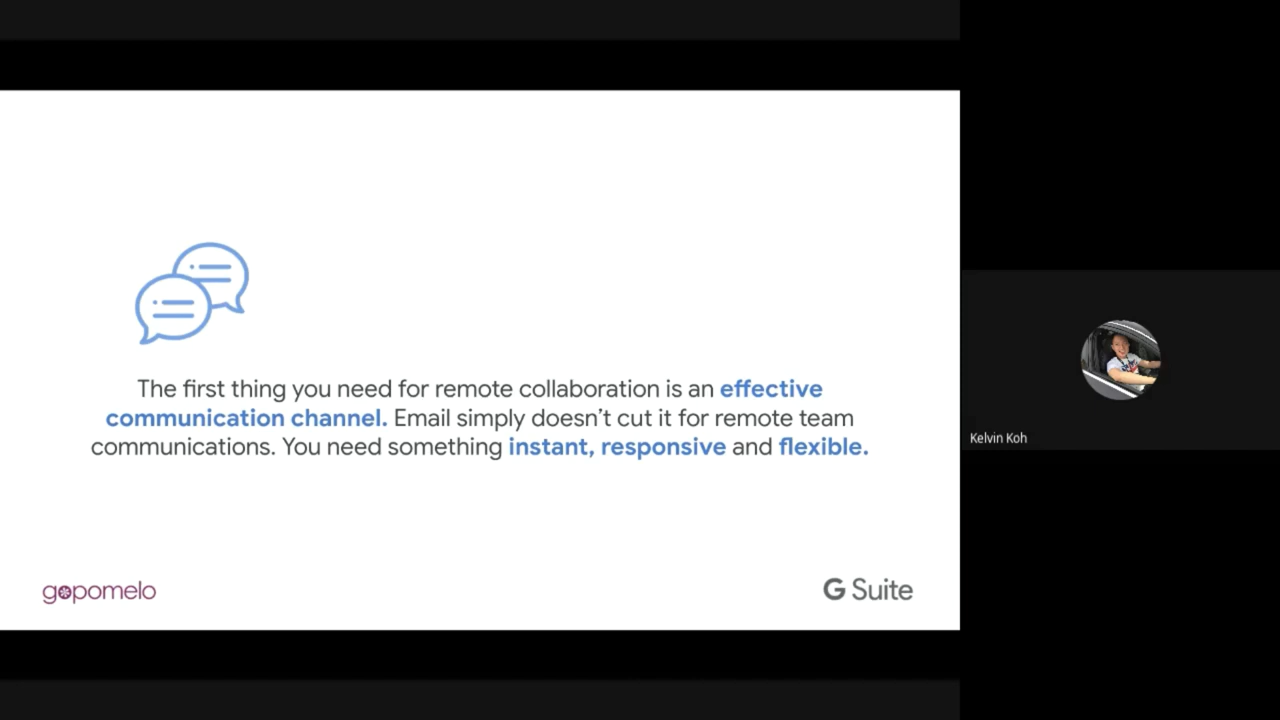 The first thing you need for remote collaboration is an effective
communication channel. Email simply doesn’t cut it for remote team
communications. You need something instant, responsive and flexible.
gopomelo
G Suite
Kelvin Koh